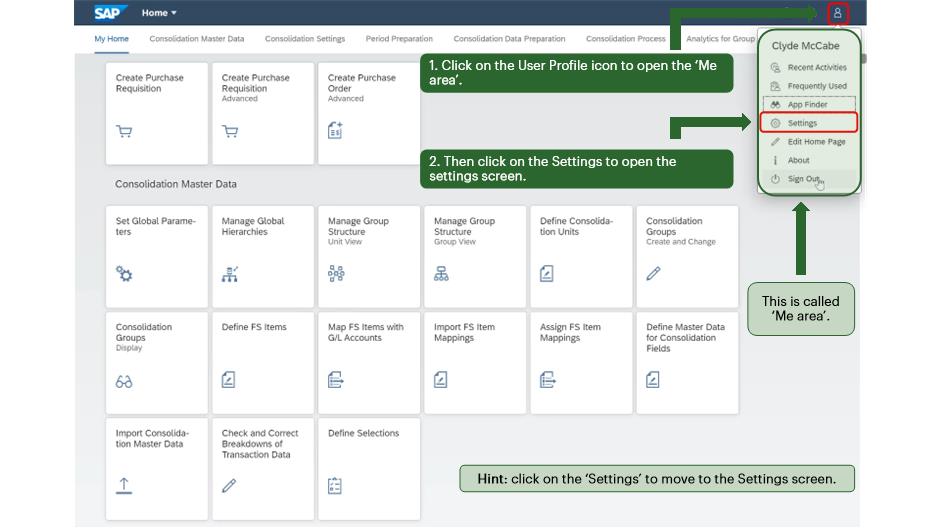 SAP
Home
My Home
Consolidation Master Data
Consolidation Settings
Period Preparation
Consolidation Data Preparation
Consolidation Process
Analytics for Group
Clyde McCabe
Recent Activities
Frequently Used
App Finder
Settings
Edit Home Page
About
Sign Out
1. Click on the User Profile icon to open the ‘Me
area’.
2. Then click on the Settings to open the
settings screen.
This is called
‘Me area’.
Create Purchase
Requisition
Create Purchase
Requisition
Advanced
Create Purchase
Order
Advanced
Consolidation Master Data
Set Global Parame-
ters
Manage Global
Hierarchies
Manage Group
Structure
Unit View
Manage Group
Structure
Group View
Define Consolida-
tion Units
Consolidation
Groups
Create and Change
Consolidation
Groups
Display
Define FS Items
Map FS Items with
G/L Accounts
Import FS Item
Mappings
Assign FS Item
Mappings
Define Master Data
for Consolidation
Fields
Import Consolida-
tion Master Data
Check and Correct
Breakdowns of
Transaction Data
Define Selections
Hint: click on the ‘Settings’ to move to the Settings screen.